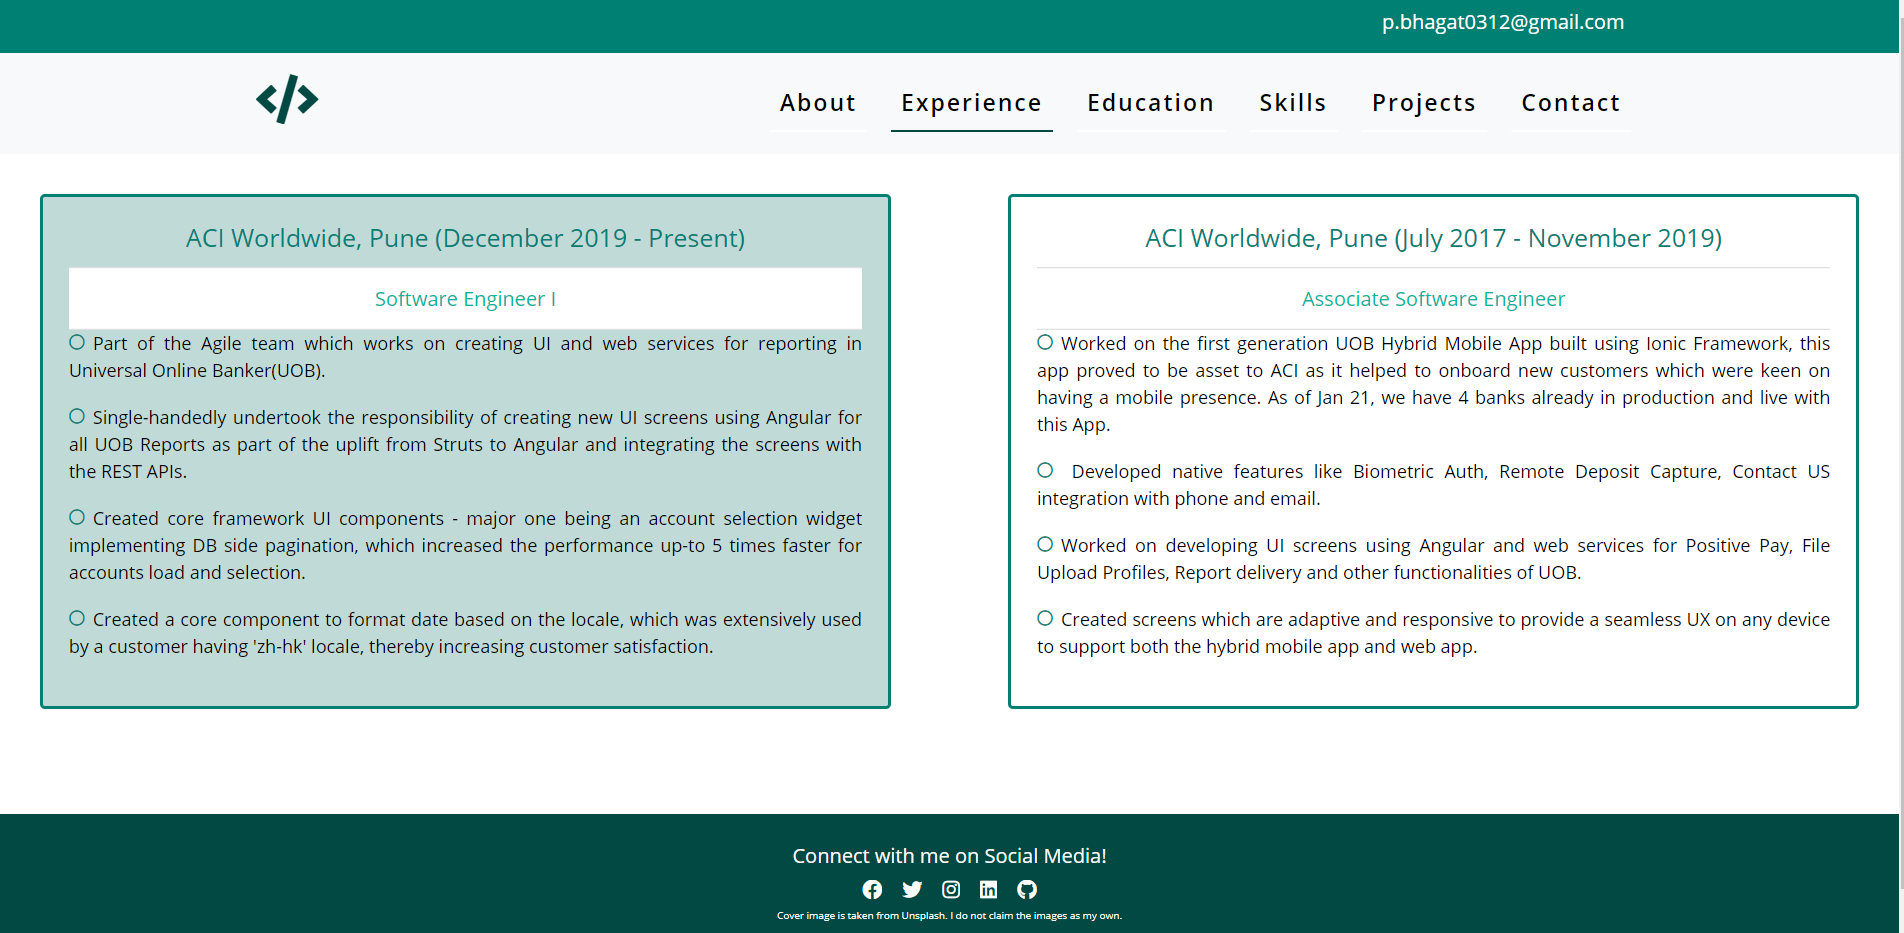 p.bhagat0312@gmail.com
</>
About Experience Education Skills Projects Contact
ACI Worldwide, Pune (December 2019 - Present)
Software Engineer I
Part of the Agile team which works on creating UI and web services for reporting in
Universal Online Banker(UOB).
Single-handedly undertook the responsibility of creating new UI screens using Angular for
all UOB Reports as part of the uplift from Struts to Angular and integrating the screens with
the REST APIs.
Created core framework UI components - major one being an account selection widget
implementing DB side pagination, which increased the performance up-to 5 times faster for
accounts load and selection.
Created a core component to format date based on the locale, which was extensively used
by a customer having 'zh-hk' locale, thereby increasing customer satisfaction.
ACI Worldwide, Pune (July 2017 - November 2019)
Associate Software Engineer
Worked on the first generation UOB Hybrid Mobile App built using Ionic Framework, this
app proved to be asset to ACI as it helped to onboard new customers which were keen on
having a mobile presence. As of Jan 21, we have 4 banks already in production and live with
this App.
Developed native features like Biometric Auth, Remote Deposit Capture, Contact US
integration with phone and email.
Worked on developing UI screens using Angular and web services for Positive Pay, File
Upload Profiles, Report delivery and other functionalities of UOB.
Created screens which are adaptive and responsive to provide a seamless UX on any device
to support both the hybrid mobile app and web app.
Connect with me on Social Media!
Cover image is taken from Unsplash. I do not claim the images as my own.